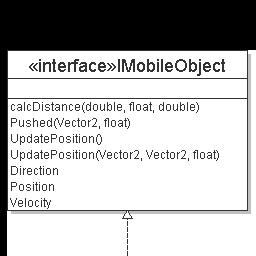 «interface»IMobileObject
calcDistance(double, float, double)
Pushed(Vector2, float)
UpdatePosition()
UpdatePosition(Vector2, Vector2, float)
Direction
Position
Velocity